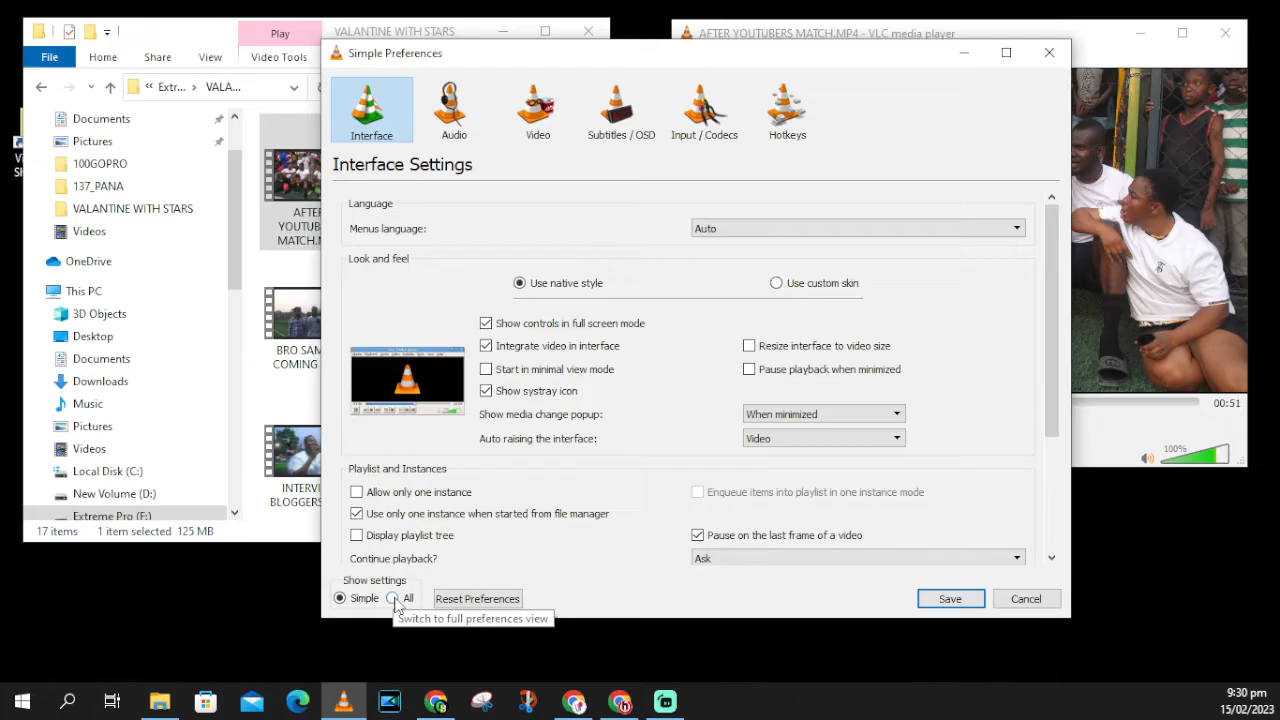 Play
VALANTINE WITH STARS
File
Home
Share
View
Video Tools
« Extr...
VALA...
Documents
Pictures
100GOPRO
137_PANA
VALANTINE WITH STARS
Videos
OneDrive
This PC
3D Objects
Desktop
Documents
Downloads
Music
Pictures
Videos
Local Disk (C:)
New Volume (D:)
Extreme Pro (F:)
17 items
1 item selected 125 MB
AFTER
YOUTUBERS
MATCH.M
BRO SAM
COMING
INTERVI
BLOGGERS
AFTER YOUTUBERS MATCH.MP4 - VLC media player
00:51
100%
Simple Preferences
Interface
Audio
Video
Subtitles / OSD
Input / Codecs
Hotkeys
Interface Settings
Language
Menus language:
Auto
Look and feel
Use native style
Use custom skin
Show controls in full screen mode
Integrate video in interface
Resize interface to video size
Start in minimal view mode
Pause playback when minimized
Show systray icon
Show media change popup:
When minimized
Auto raising the interface:
Video
Playlist and Instances
Allow only one instance
Enqueue items into playlist in one instance mode
Use only one instance when started from file manager
Display playlist tree
Pause on the last frame of a video
Continue playback?
Ask
Show settings
Simple
All
Reset Preferences
Save
Cancel
Switch to full preferences view
9:30 pm
15/02/2023